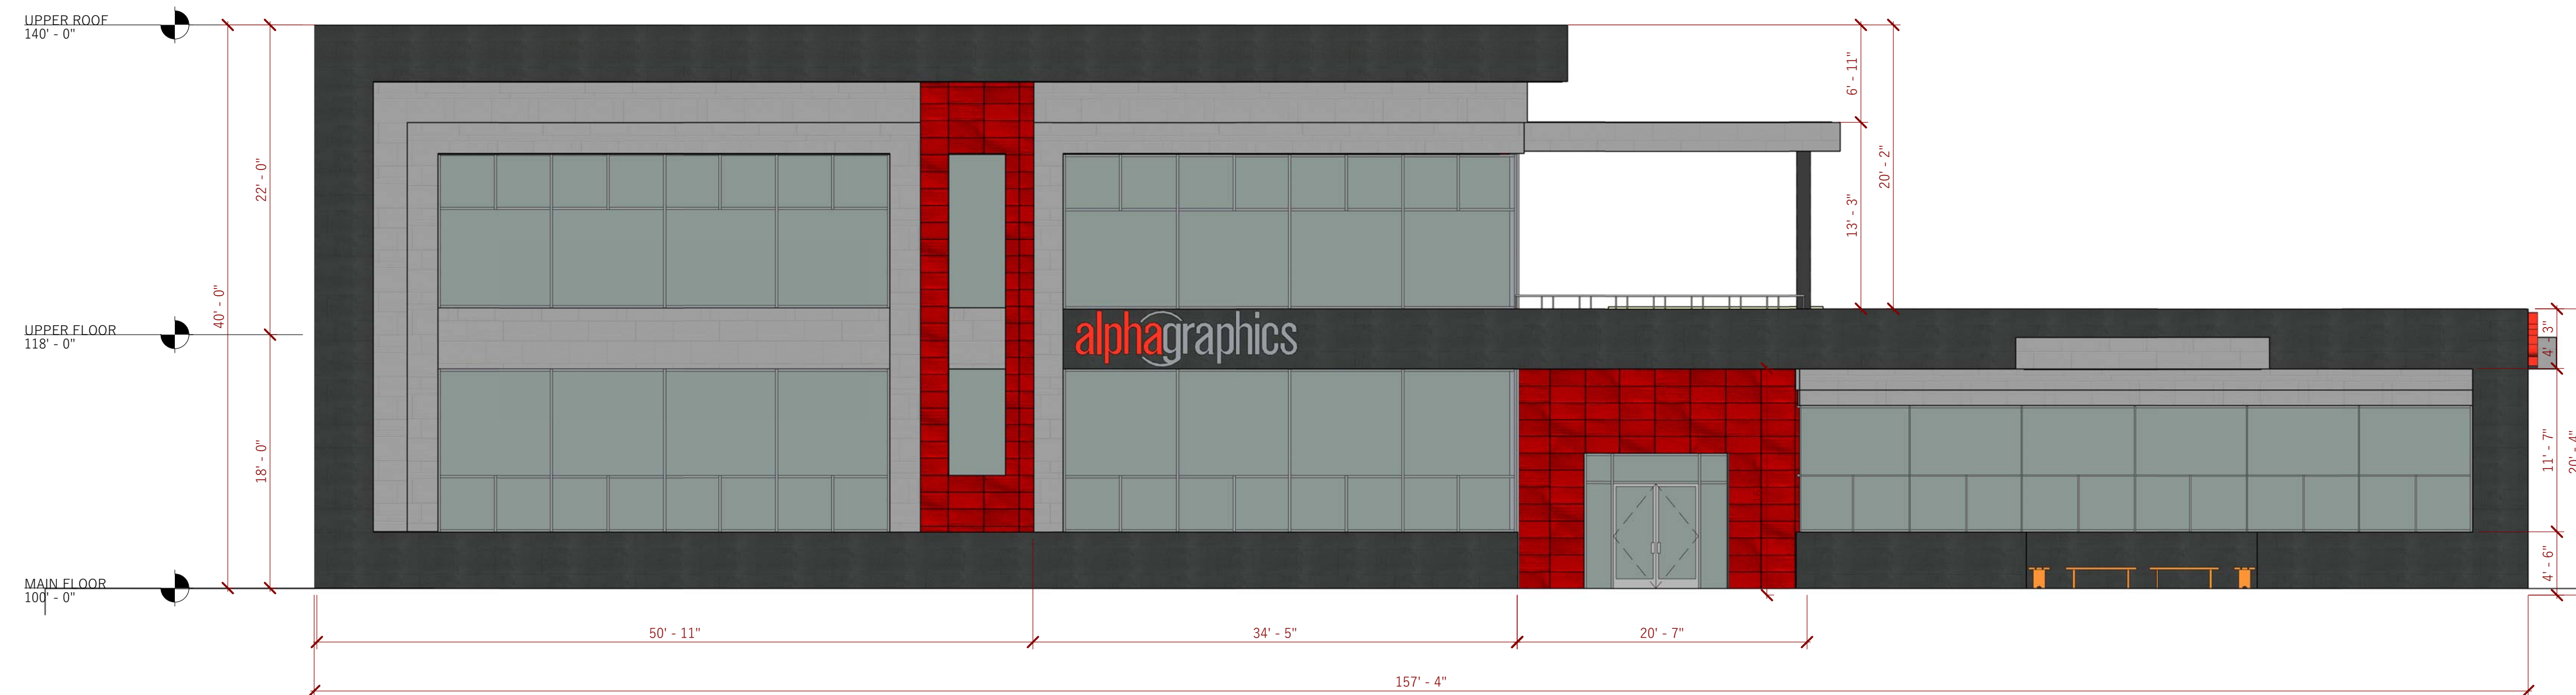 UPPER ROOF
140' - 0"
6' - 11"
22' - 0"
20' - 2"
13' - 3"
40' - 0"
UPPER FLOOR
118' - 0"
alphagraphics
4' - 3"
18' - 0"
11' - 7"
20' - 4"
4' - 6"
MAIN FLOOR
100' - 0"
50' - 11"
34' - 5"
20' - 7"
157' - 4"